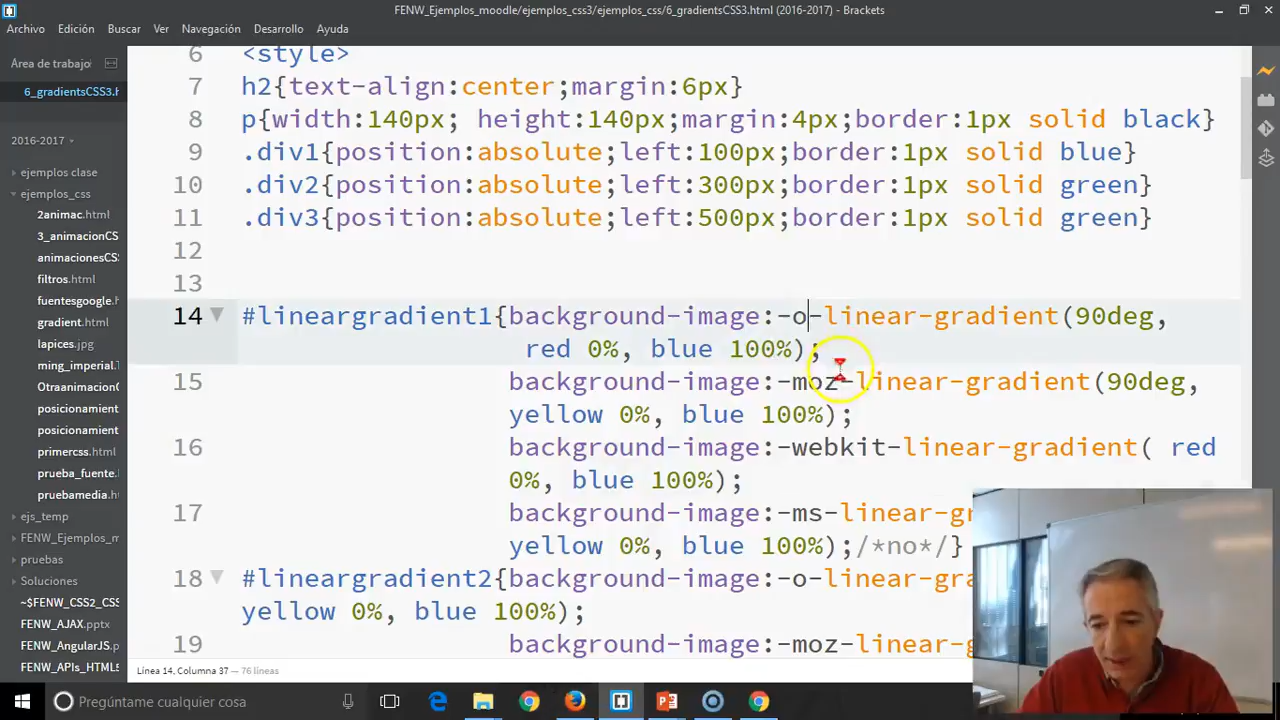 FENW_Ejemplos_moodle/ejemplos_css3/ejemplos_css/6_gradientsCSS3.html (2016-2017) - Brackets
Archivo Edición Buscar Ver Navegación Desarrollo Ayuda
Área de trabajo
6_gradientsCSS3.h
2016-2017
ejemplos clase
ejemplos_css
2animac.html
3_animacionCS
animacionesCS
filtros.html
fuentesgoogle.
gradient.html
lapices.jpg
ming_imperial.
Otraanimacion
posicionamient
posicionamient
primercss.html
prueba_fuente.
pruebamedia.ht
ejs_temp
FENW_Ejemplos_m
pruebas
Soluciones
~$FENW_CSS2_CSS
FENW_AJAX.pptx
FENW_AngularJS.
FENW_APIs_HTML5
6 <style>
7 h2{text-align:center;margin:6px}
8 p{width:140px; height:140px;margin:4px;border:1px solid black}
9 .div1{position:absolute;left:100px;border:1px solid blue}
10 .div2{position:absolute;left:300px;border:1px solid green}
11 .div3{position:absolute;left:500px;border:1px solid green}
12
13
14 #lineargradient1{background-image:-o-linear-gradient(90deg,
red 0%, blue 100%);
15 background-image:-moz-linear-gradient(90deg,
yellow 0%, blue 100%);
16 background-image:-webkit-linear-gradient( red
0%, blue 100%);
17 background-image:-ms-linear-gr
yellow 0%, blue 100%);/*no*/}
18 #lineargradient2{background-image:-o-linear-gra
yellow 0%, blue 100%);
19 background-image:-moz-linear-g
Línea 14, Columna 37 — 76 líneas
Pregúntame cualquier cosa